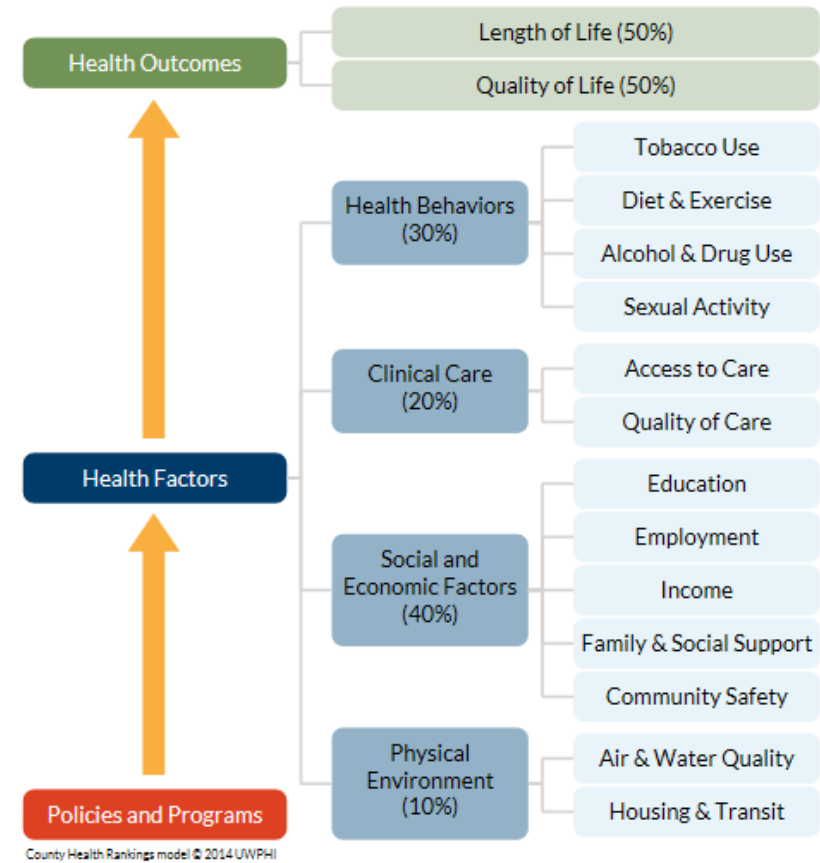 Health Outcomes
Length of Life (50%)
Quality of Life (50%)
Health Behaviors
(30%)
Tobacco Use
Diet & Exercise
Alcohol & Drug Use
Sexual Activity
Clinical Care
(20%)
Access to Care
Quality of Care
Health Factors
Social and
Economic Factors
(40%)
Education
Employment
Income
Family & Social Support
Community Safety
Physical
Environment
(10%)
Air & Water Quality
Housing & Transit
Policies and Programs
County Health Rankings model © 2014 UWPHI